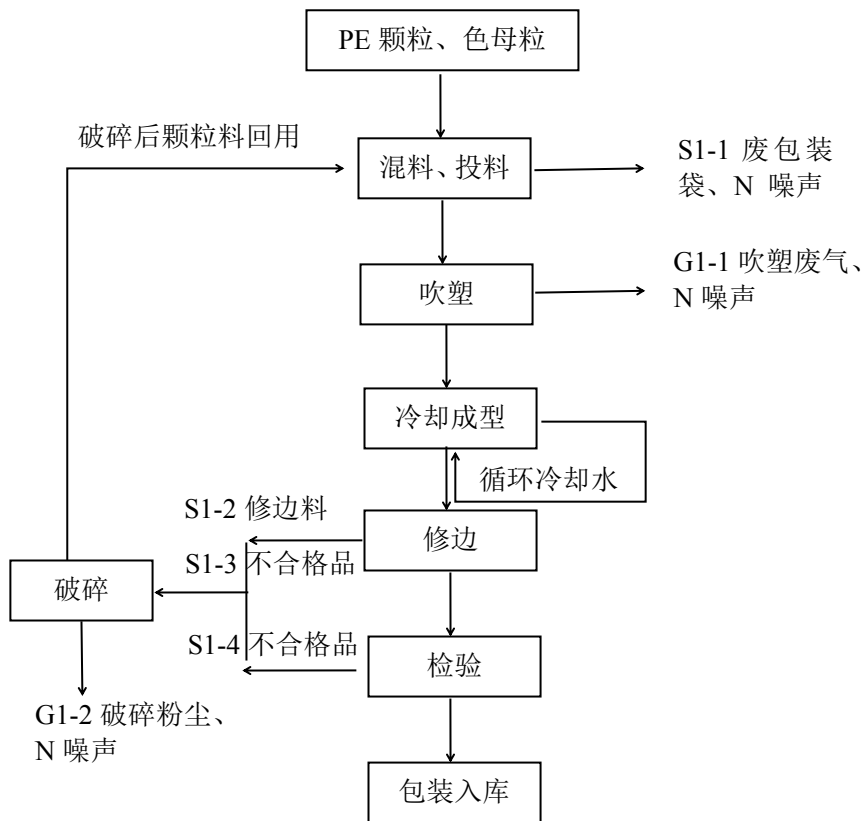 PE 颗粒、色母粒
破碎后颗粒料回用
混料、投料
S1-1 废包装
袋、N 噪声
G1-1 吹塑废气、
N 噪声
吹塑
冷却成型
循环冷却水
S1-2 修边料
修边
S1-3 不合格品
破碎
S1-4 不合格品
检验
G1-2 破碎粉尘、
N 噪声
包装入库